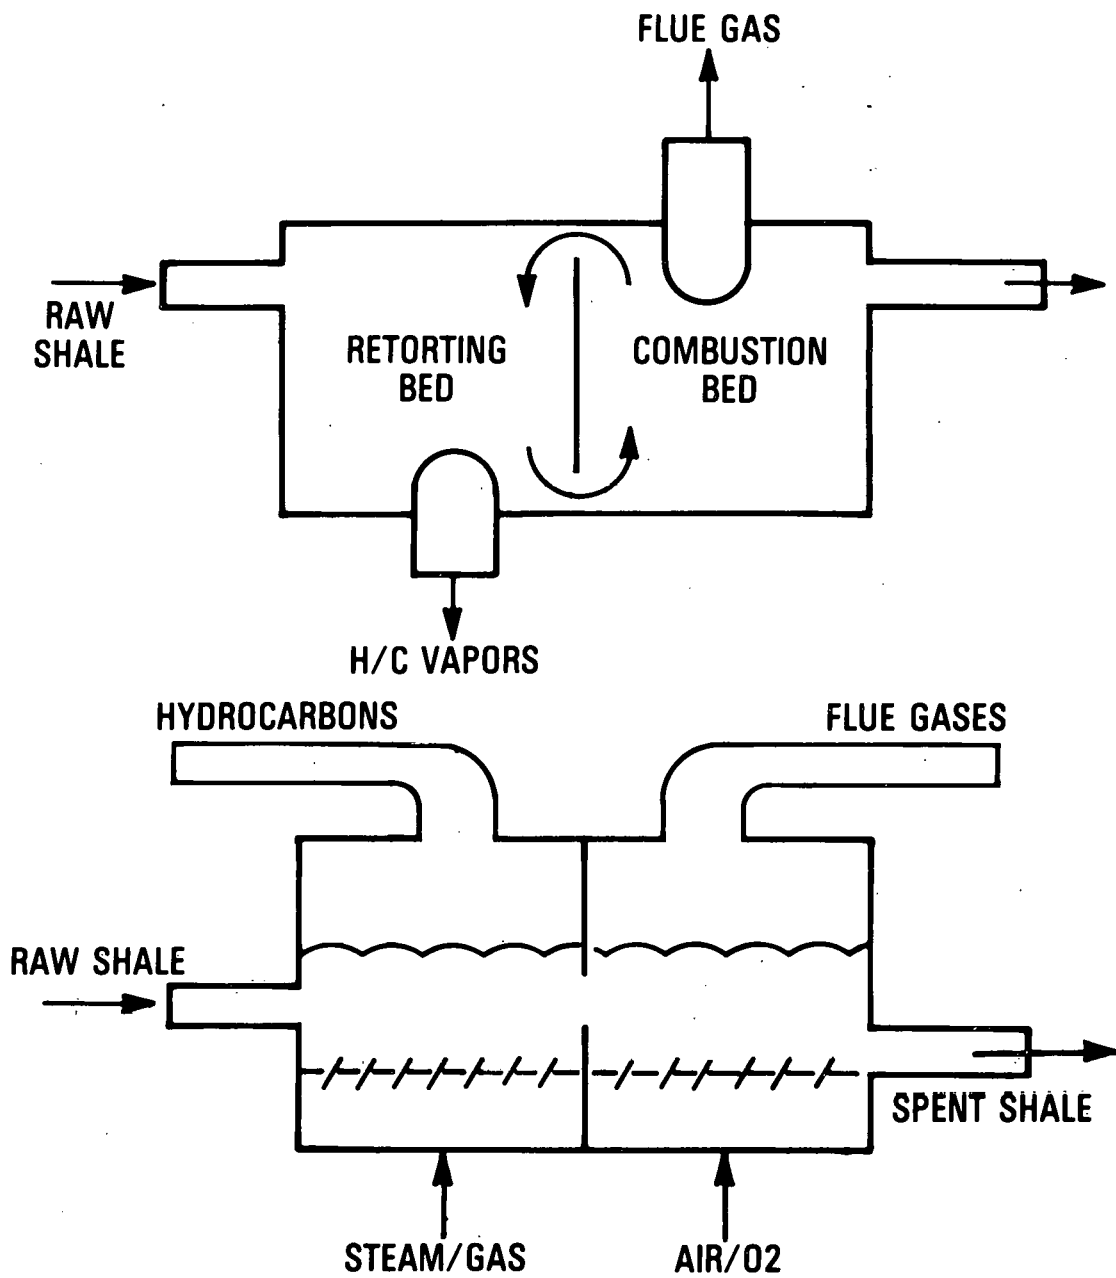 FLUE GAS
RAW
SHALE
RETORTING
BED
COMBUSTION
BED
H/C VAPORS
HYDROCARBONS
FLUE GASES
RAW SHALE
SPENT SHALE
STEAM/GAS
AIR/O2